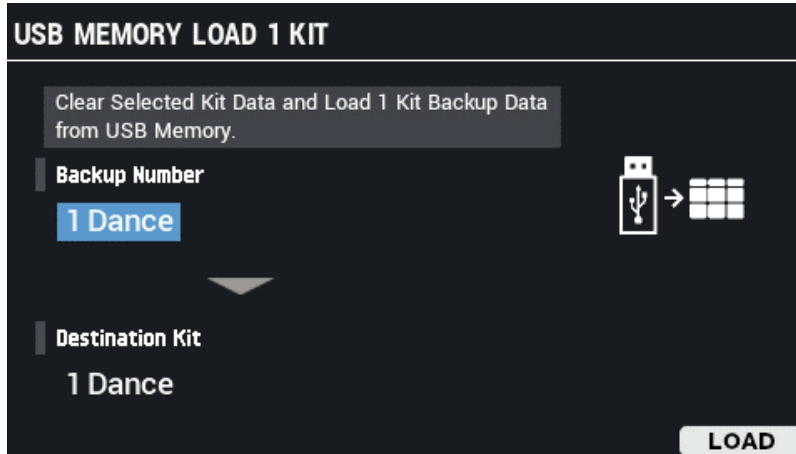 USB MEMORY LOAD 1 KIT
Clear Selected Kit Data and Load 1 Kit Backup Data
from USB Memory.
Backup Number
1 Dance
Destination Kit
1 Dance
LOAD